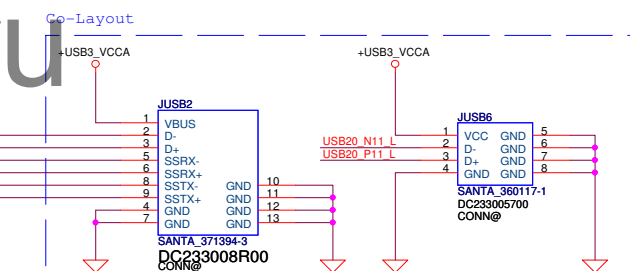 Co-Layout
u
+USB3_VCCA
JUSB2
1 VBUS
2 D-
3 D+
5 SSRX-
6 SSRX+
8 SSTX- GND 10
9 SSTX+ GND 11
4 GND GND 12
7 GND GND 13
SANTA_371394-3
DC233008R00
CONN@
+USB3_VCCA
JUSB6
1 VCC GND 5
USB20_N11_L 2 D- GND 6
USB20_P11_L 3 D+ GND 7
4 GND GND 8
SANTA_360117-1
DC233005700
CONN@